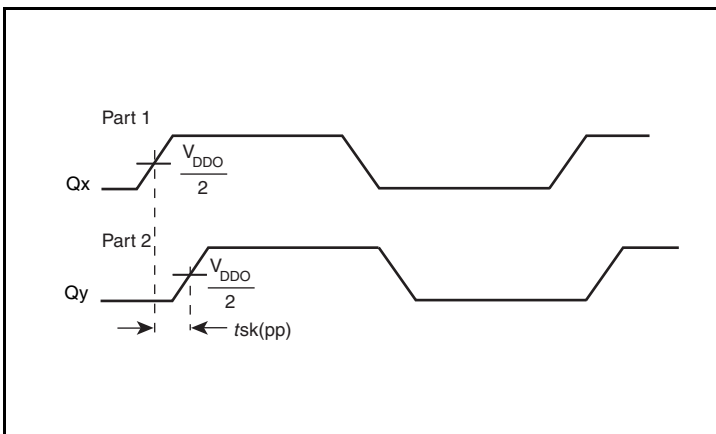 Part 1
V_DDO
2
Qx
Part 2
V_DDO
2
Qy
tsk(pp)